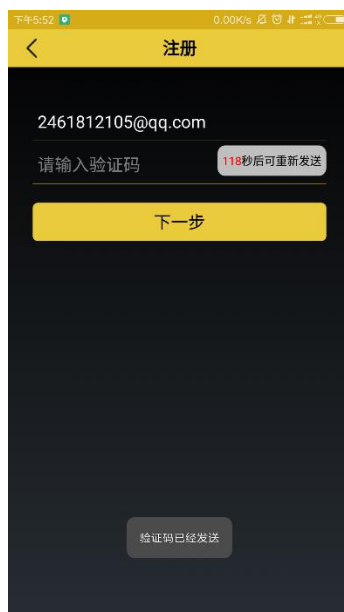 下午5:52 0.00K/s
注册
2461812105@qq.com
请输入验证码 118秒后可重新发送
下一步
验证码已经发送